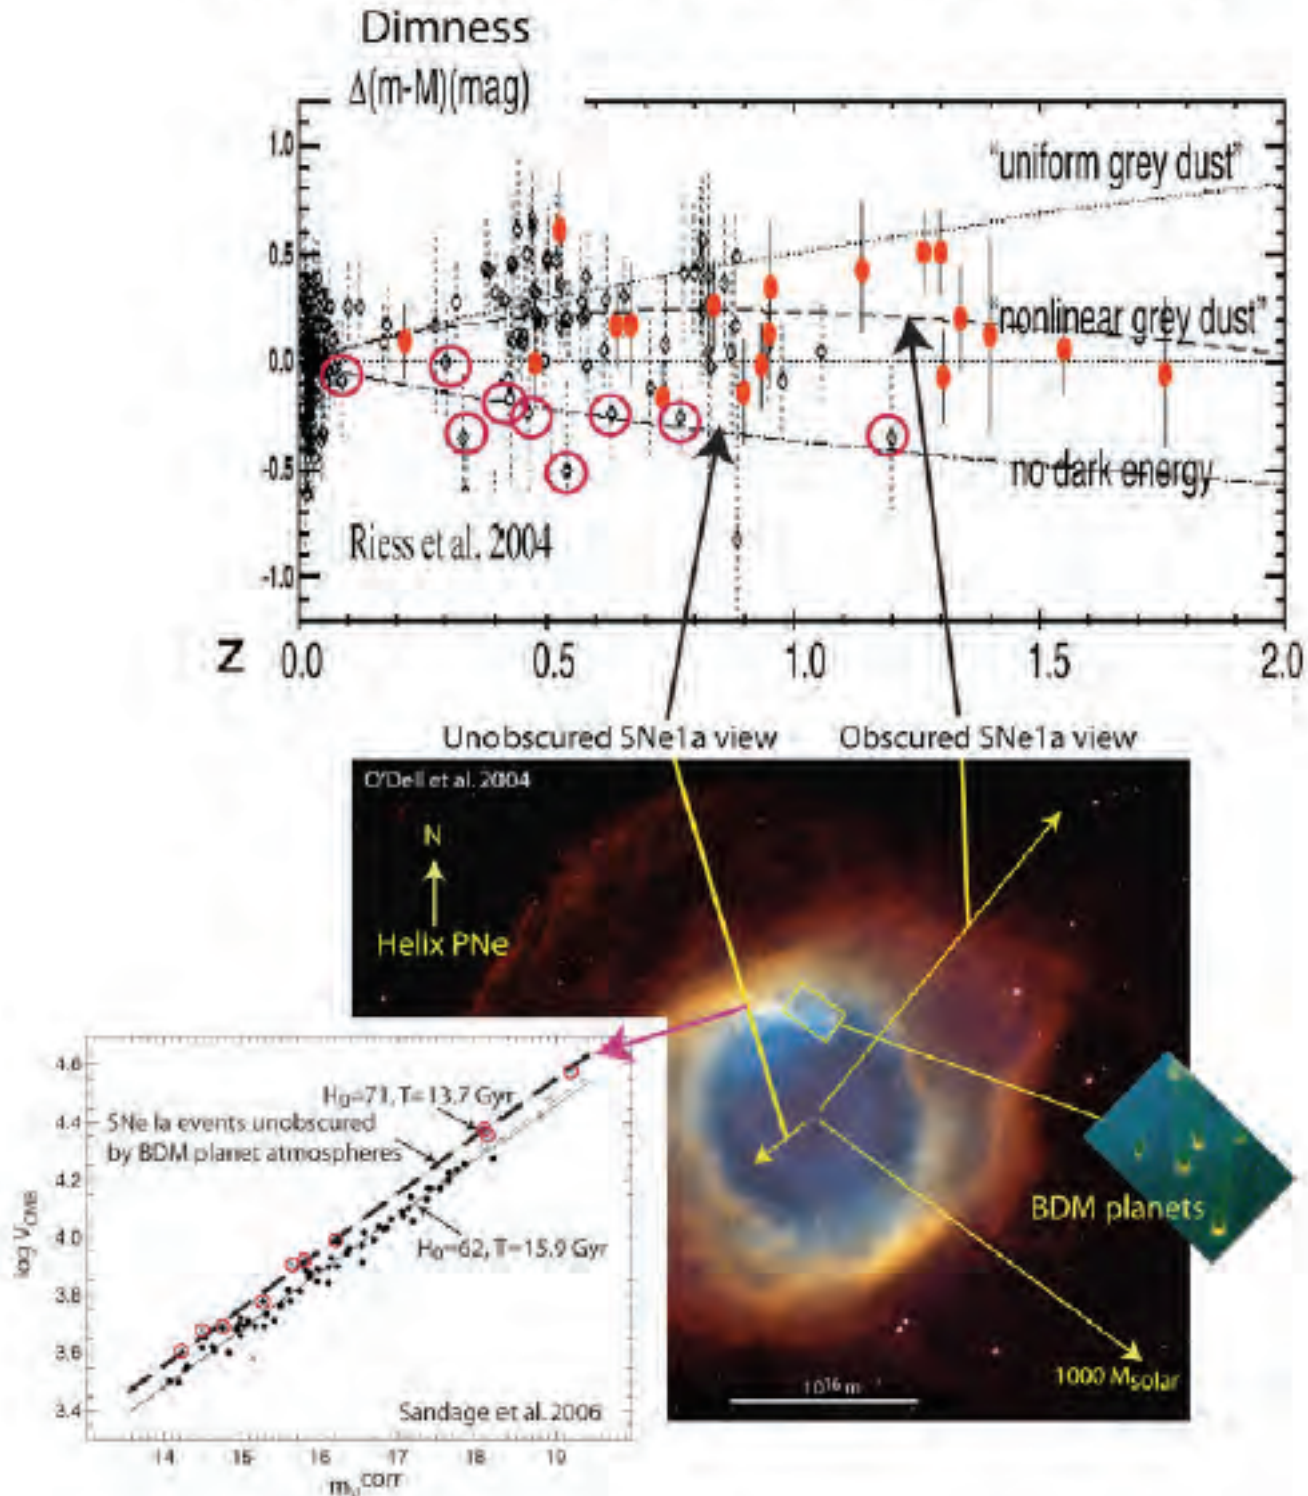 Dimness
Δ(m-M)(mag)
1.0
0.5
0.0
-0.5
-1.0
"uniform grey dust"
"nonlinear grey dust"
no dark energy
Riess et al. 2004
Z 0.0 0.5 1.0 1.5 2.0
Unobscured SNe1a view
Obscured SNe1a view
O'Dell et al. 2004
N
Helix PNe
BDM planets
1000 Msolar
10¹⁶ m
4.6
4.4
4.2
4.0
3.8
3.6
3.4
log VCMB
H₀=71, T=13.7 Gyr
SNe Ia events unobscured
by BDM planet atmospheres
H₀=62, T=15.9 Gyr
Sandage et al. 2006
14 15 16 17 18 19